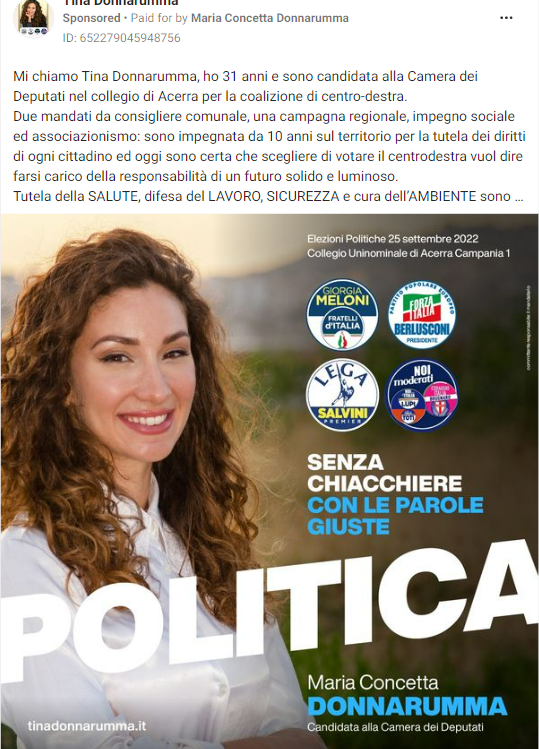 Tina Donnarumma
Sponsored • Paid for by Maria Concetta Donnarumma
ID: 652279045948756
Mi chiamo Tina Donnarumma, ho 31 anni e sono candidata alla Camera dei
Deputati nel collegio di Acerra per la coalizione di centro-destra.
Due mandati da consigliere comunale, una campagna regionale, impegno sociale
ed associazionismo: sono impegnata da 10 anni sul territorio per la tutela dei diritti
di ogni cittadino ed oggi sono certa che scegliere di votare il centrodestra vuol dire
farsi carico della responsabilità di un futuro solido e luminoso.
Tutela della SALUTE, difesa del LAVORO, SICUREZZA e cura dell'AMBIENTE sono ...
Elezioni Politiche 25 settembre 2022
Collegio Uninominale di Acerra Campania 1
GIORGIA
MELONI
FRATELLI
d'ITALIA
PARTITO POPOLARE EUROPEO
FORZA
ITALIA
BERLUSCONI
PRESIDENTE
LEGA
SALVINI
PREMIER
NOI
moderati
LUPI
TOTI
SENZA
CHIACCHIERE
CON LE PAROLE
GIUSTE
POLITICA
Maria Concetta
DONNARUMMA
Candidata alla Camera dei Deputati
tinadonnarumma.it